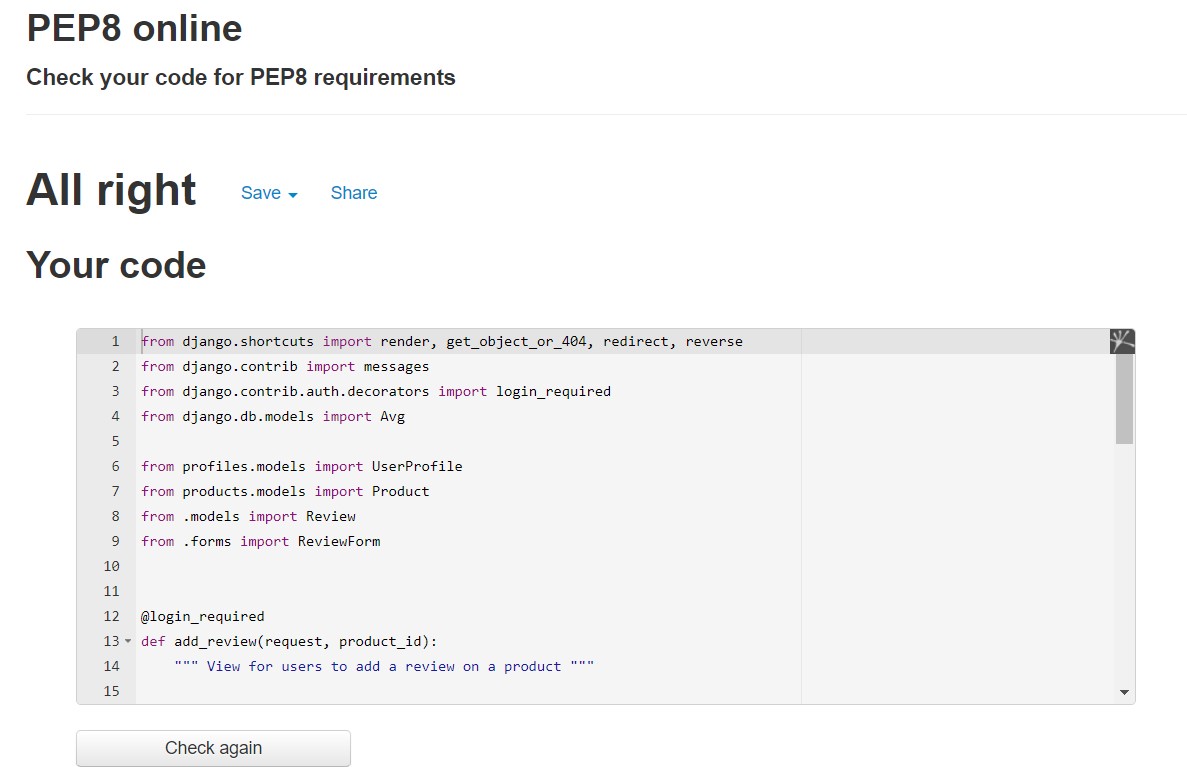 PEP8 online
Check your code for PEP8 requirements
All right Save Share
Your code
1 from django.shortcuts import render, get_object_or_404, redirect, reverse
2 from django.contrib import messages
3 from django.contrib.auth.decorators import login_required
4 from django.db.models import Avg
5
6 from profiles.models import UserProfile
7 from products.models import Product
8 from .models import Review
9 from .forms import ReviewForm
10
11
12 @login_required
13 def add_review(request, product_id):
14     """ View for users to add a review on a product """
15
Check again